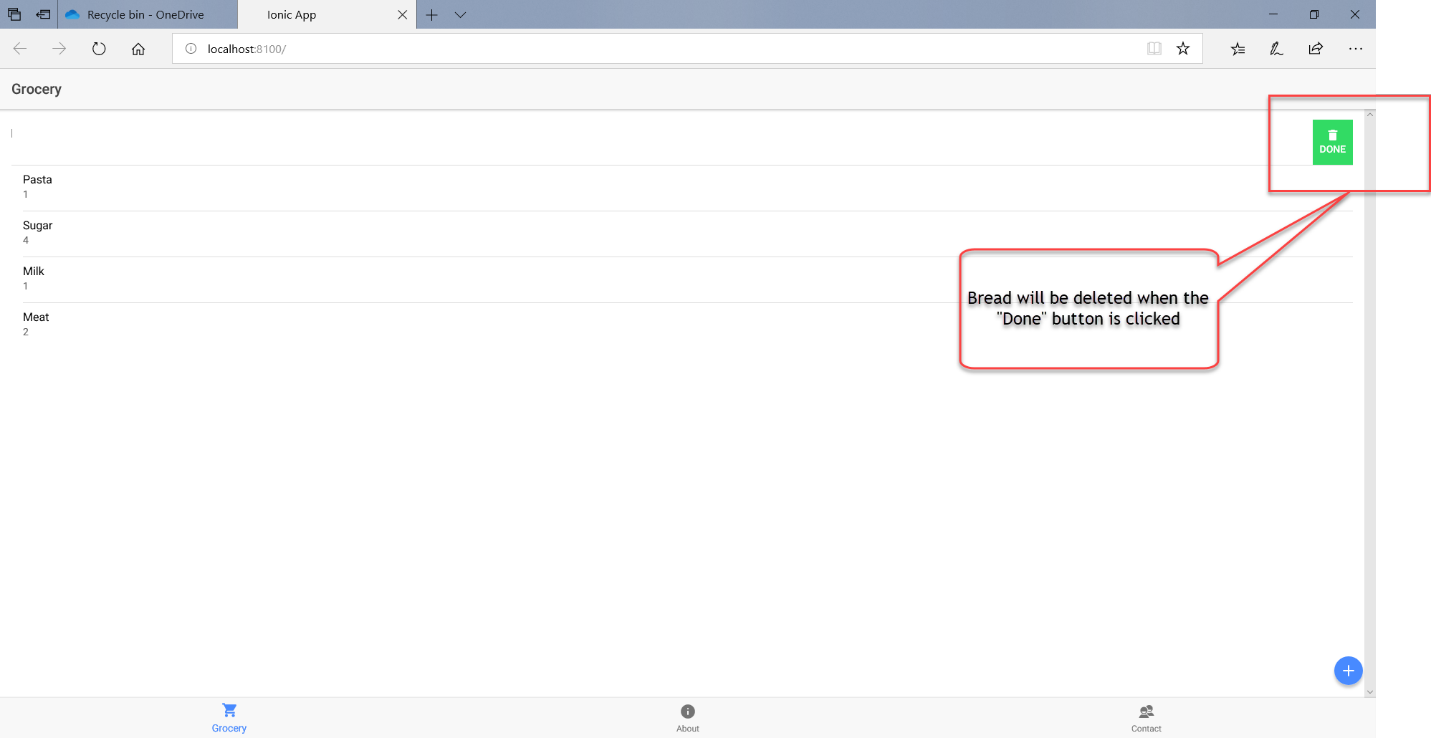 Recycle bin - OneDrive
Ionic App
localhost:8100/
Grocery
DONE
Pasta
1
Sugar
4
Milk
1
Meat
2
Bread will be deleted when the
"Done" button is clicked
Grocery
About
Contact